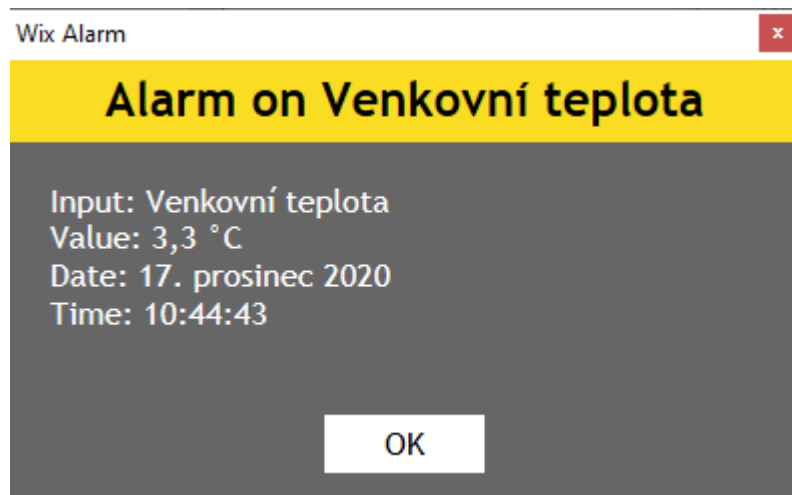 Wix Alarm
x
Alarm on Venkovní teplota
Input: Venkovní teplota
Value: 3,3 °C
Date: 17. prosinec 2020
Time: 10:44:43
OK